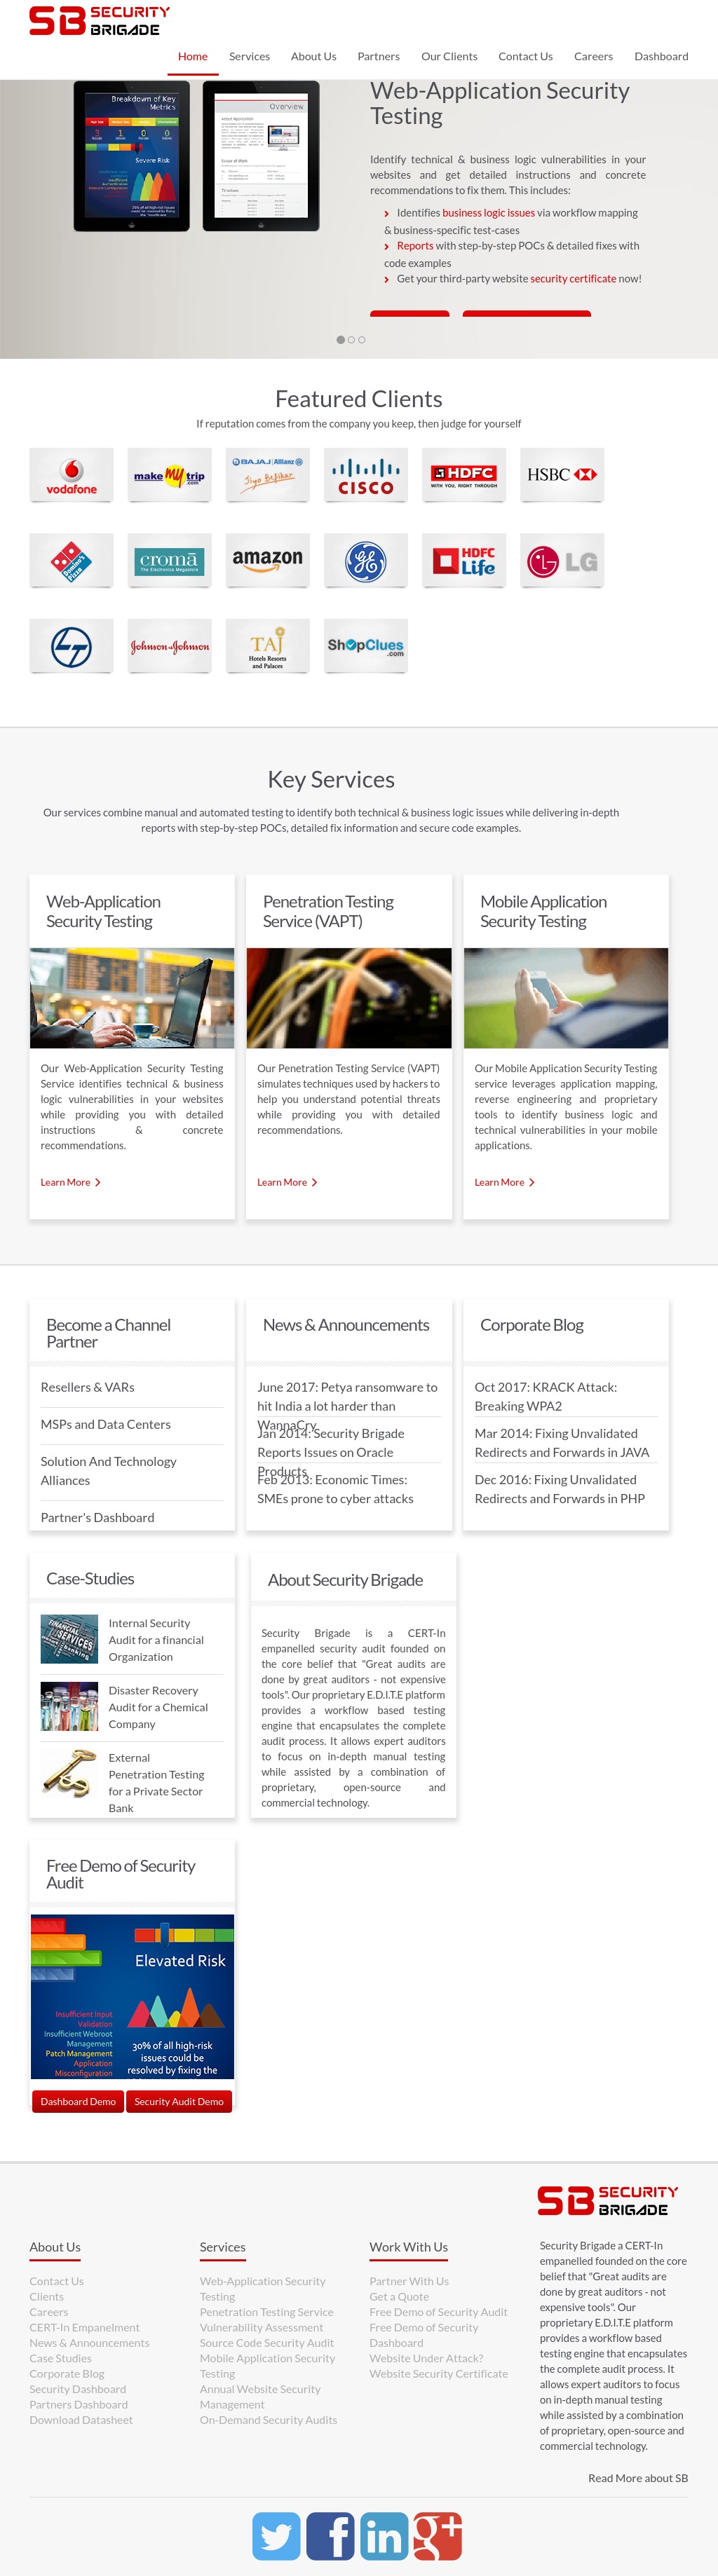 SB SECURITY BRIGADE
Home Services About Us Partners Our Clients Contact Us Careers Dashboard
Breakdown of Key
Metrics
3 1 0 0
Severe Risk
Overview
Web-Application Security
Testing
Identify technical & business logic vulnerabilities in your
websites and get detailed instructions and concrete
recommendations to fix them. This includes:
Identifies business logic issues via workflow mapping
& business-specific test-cases
Reports with step-by-step POCs & detailed fixes with
code examples
Get your third-party website security certificate now!
Featured Clients
If reputation comes from the company you keep, then judge for yourself
vodafone
make my trip .com
BAJAJ Allianz
Jiyo Befikar
CISCO
HDFC
WITH YOU, RIGHT THROUGH
HSBC
Domino's Pizza
croma
The Electronics Megastore
amazon
GE
HDFC Life
LG
LT
Johnson & Johnson
TAJ
Hotels Resorts
and Palaces
ShopClues .com
Key Services
Our services combine manual and automated testing to identify both technical & business logic issues while delivering in-depth
reports with step-by-step POCs, detailed fix information and secure code examples.
Web-Application
Security Testing
Our Web-Application Security Testing
Service identifies technical & business
logic vulnerabilities in your websites
while providing you with detailed
instructions & concrete
recommendations.
Learn More
Penetration Testing
Service (VAPT)
Our Penetration Testing Service (VAPT)
simulates techniques used by hackers to
help you understand potential threats
while providing you with detailed
recommendations.
Learn More
Mobile Application
Security Testing
Our Mobile Application Security Testing
service leverages application mapping,
reverse engineering and proprietary
tools to identify business logic and
technical vulnerabilities in your mobile
applications.
Learn More
Become a Channel
Partner
Resellers & VARs
MSPs and Data Centers
Solution And Technology
Alliances
Partner's Dashboard
News & Announcements
June 2017: Petya ransomware to
hit India a lot harder than
WannaCry
Jan 2014: Security Brigade
Reports Issues on Oracle
Products
Feb 2013: Economic Times:
SMEs prone to cyber attacks
Corporate Blog
Oct 2017: KRACK Attack:
Breaking WPA2
Mar 2014: Fixing Unvalidated
Redirects and Forwards in JAVA
Dec 2016: Fixing Unvalidated
Redirects and Forwards in PHP
Case-Studies
FINANCIAL
SERVICES
banking
Internal Security
Audit for a financial
Organization
Disaster Recovery
Audit for a Chemical
Company
External
Penetration Testing
for a Private Sector
Bank
About Security Brigade
Security Brigade is a CERT-In
empanelled security audit founded on
the core belief that "Great audits are
done by great auditors - not expensive
tools". Our proprietary E.D.I.T.E platform
provides a workflow based testing
engine that encapsulates the complete
audit process. It allows expert auditors
to focus on in-depth manual testing
while assisted by a combination of
proprietary, open-source and
commercial technology.
Free Demo of Security
Audit
Elevated Risk
Insufficient Input
Validation
Insufficient Webroot
Management
Patch Management
Application
Misconfiguration
30% of all high-risk
issues could be
resolved by fixing the
Dashboard Demo
Security Audit Demo
SB SECURITY BRIGADE
About Us
Contact Us
Clients
Careers
CERT-In Empanelment
News & Announcements
Case Studies
Corporate Blog
Security Dashboard
Partners Dashboard
Download Datasheet
Services
Web-Application Security
Testing
Penetration Testing Service
Vulnerability Assessment
Source Code Security Audit
Mobile Application Security
Testing
Annual Website Security
Management
On-Demand Security Audits
Work With Us
Partner With Us
Get a Quote
Free Demo of Security Audit
Free Demo of Security
Dashboard
Website Under Attack?
Website Security Certificate
Security Brigade a CERT-In
empanelled founded on the core
belief that "Great audits are
done by great auditors - not
expensive tools". Our
proprietary E.D.I.T.E platform
provides a workflow based
testing engine that encapsulates
the complete audit process. It
allows expert auditors to focus
on in-depth manual testing
while assisted by a combination
of proprietary, open-source and
commercial technology.
Read More about SB
f in g+